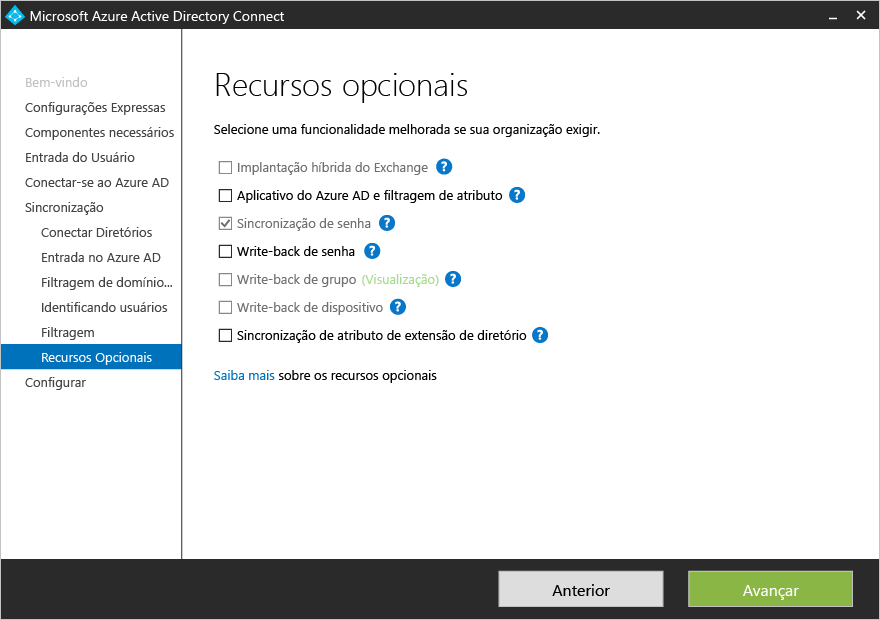 Microsoft Azure Active Directory Connect
Bem-vindo
Configurações Expressas
Componentes necessários
Entrada do Usuário
Conectar-se ao Azure AD
Sincronização
Conectar Diretórios
Entrada no Azure AD
Filtragem de domínio...
Identificando usuários
Filtragem
Recursos Opcionais
Configurar
Recursos opcionais
Selecione uma funcionalidade melhorada se sua organização exigir.
Implantação híbrida do Exchange ?
Aplicativo do Azure AD e filtragem de atributo ?
Sincronização de senha ?
Write-back de senha ?
Write-back de grupo (Visualização) ?
Write-back de dispositivo ?
Sincronização de atributo de extensão de diretório ?
Saiba mais sobre os recursos opcionais
Anterior
Avançar